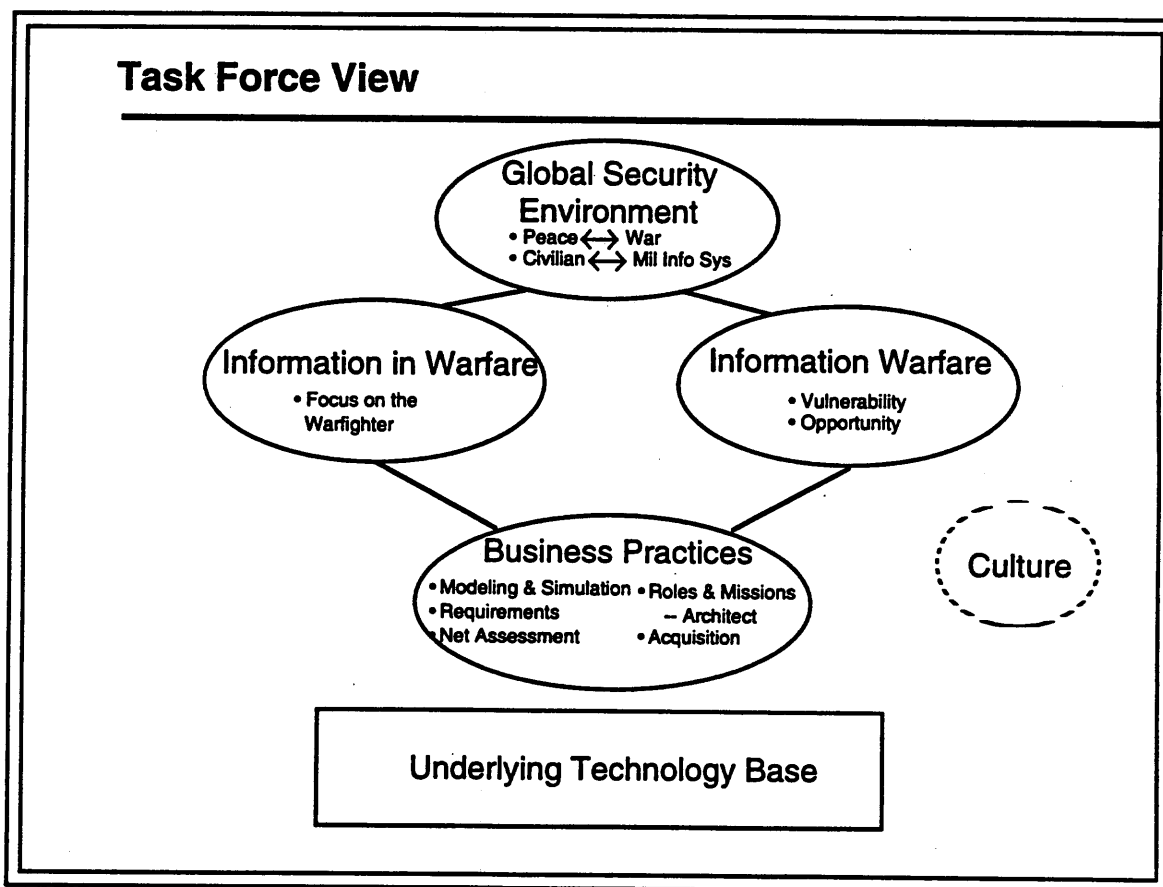 Task Force View
Global Security
Environment
• Peace ↔ War
• Civilian ↔ Mil Info Sys
Information in Warfare
• Focus on the
Warfighter
Information Warfare
• Vulnerability
• Opportunity
Business Practices
• Modeling & Simulation
• Requirements
• Net Assessment
• Roles & Missions
– Architect
• Acquisition
Culture
Underlying Technology Base